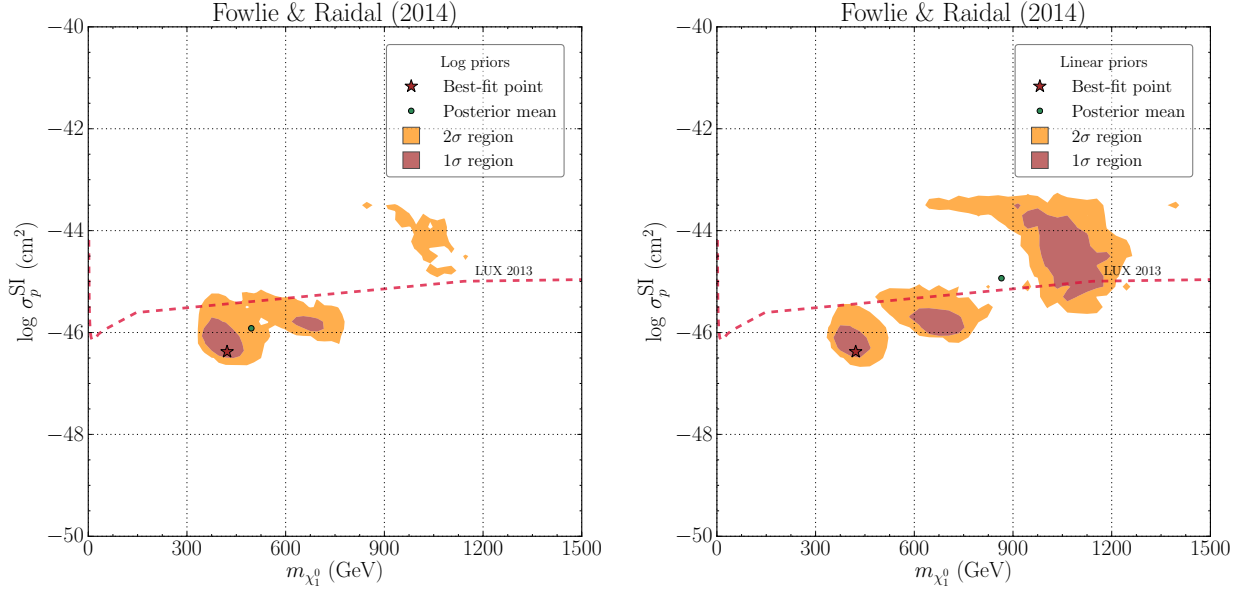 Fowlie & Raidal (2014)
Log priors
Best-fit point
Posterior mean
2σ region
1σ region
LUX 2013
−40
−42
−44
−46
−48
−50
log σ_p^SI (cm²)
0 300 600 900 1200 1500
m_χ₁⁰ (GeV)
Fowlie & Raidal (2014)
Linear priors
Best-fit point
Posterior mean
2σ region
1σ region
LUX 2013
−40
−42
−44
−46
−48
−50
log σ_p^SI (cm²)
0 300 600 900 1200 1500
m_χ₁⁰ (GeV)